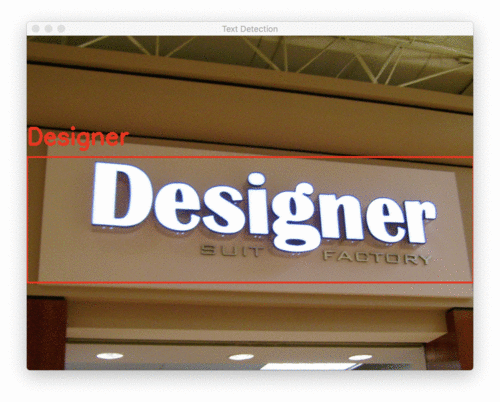 Text Detection
Designer
Designer
SUIT FACTORY